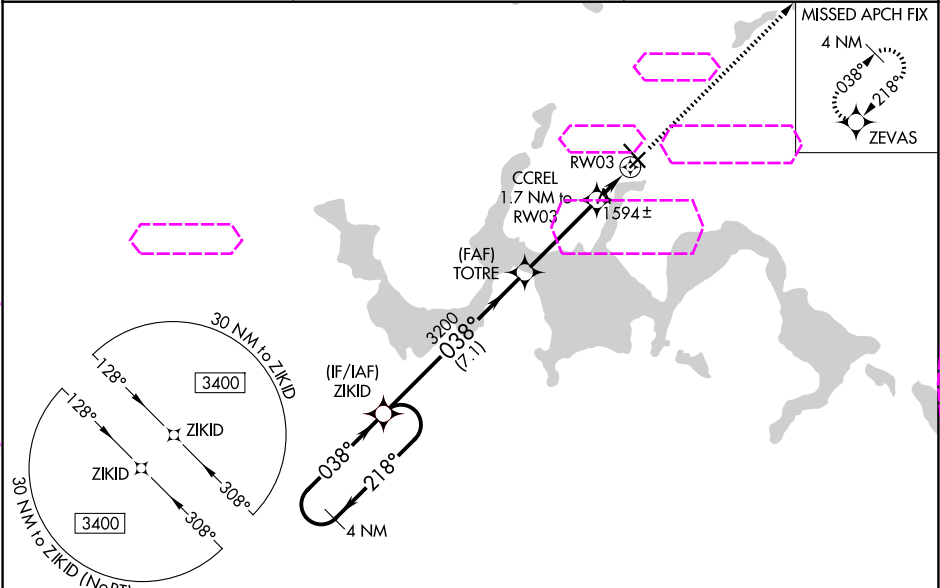 MISSED APCH FIX
4 NM
038°
218°
ZEVAS
RW03
CCREL
1.7 NM to
RW03
1594±
(FAF)
TOTRE
3200
038°
(7.1)
(IF/IAF)
ZIKID
038°
218°
4 NM
30 NM to ZIKID
128°
3400
ZIKID
308°
128°
ZIKID
308°
3400
30 NM to ZIKID (NoPT)